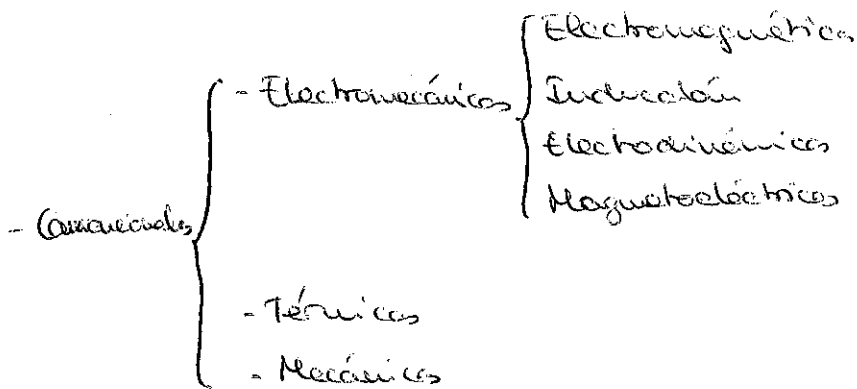 Electromagnéticos
- Electromecánicos
Inducción
Electrodinámicos
Magnetoeléctricos
- Convencionales
- Térmicos
- Mecánicos